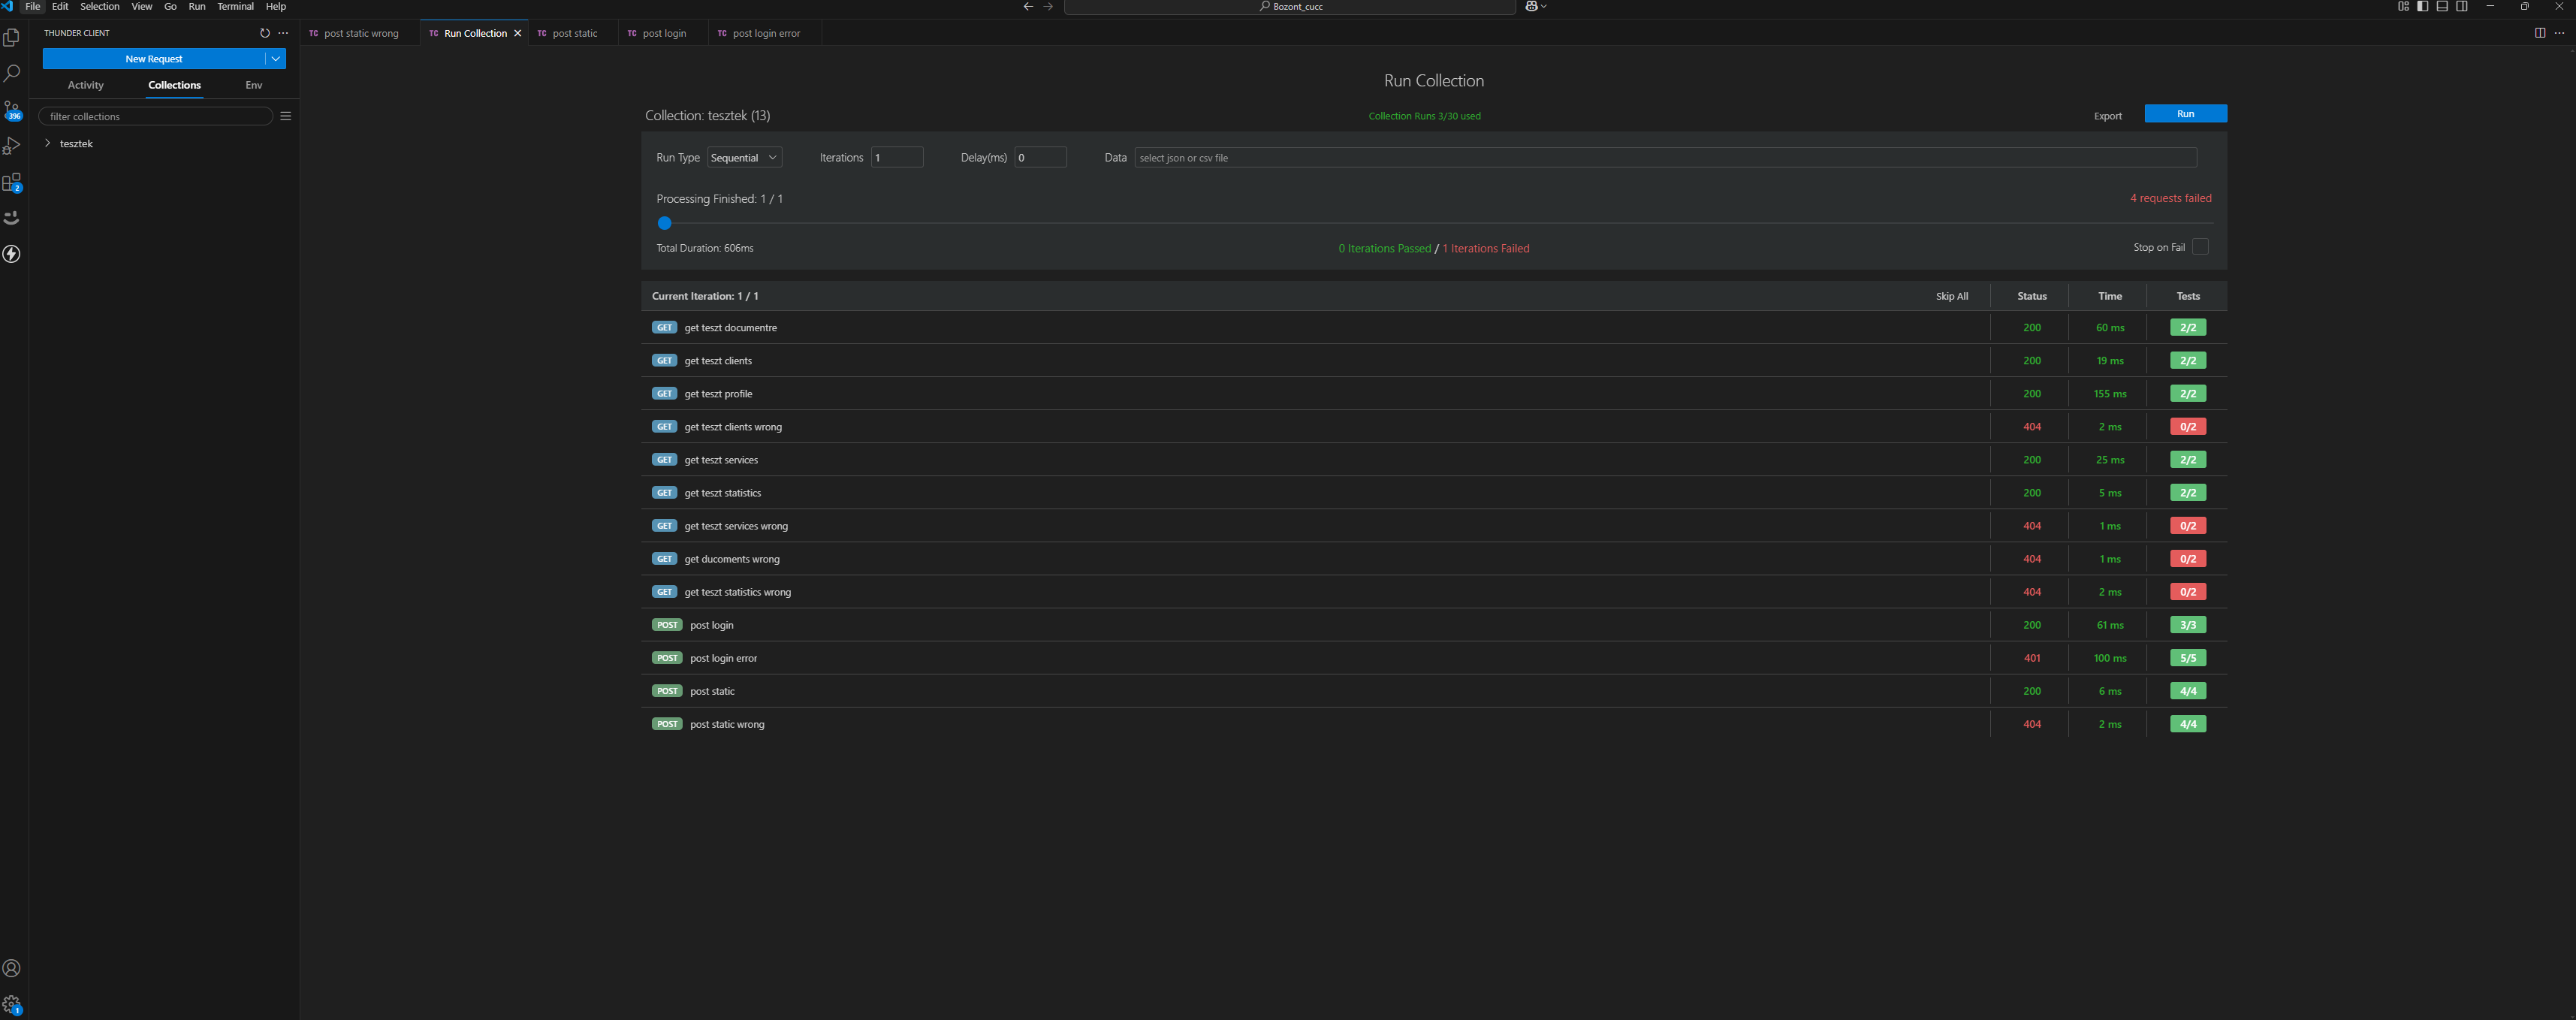 File Edit Selection View Go Run Terminal Help
Bozont_cucc
THUNDER CLIENT
TC post static wrong
TC Run Collection
TC post static
TC post login
TC post login error
New Request
Activity Collections Env
filter collections
tesztek
396
2
1
Run Collection
Collection: tesztek (13)
Collection Runs 3/30 used
Export
Run
Run Type Sequential Iterations 1 Delay(ms) 0 Data select json or csv file
Processing Finished: 1 / 1
4 requests failed
Total Duration: 606ms
0 Iterations Passed / 1 Iterations Failed
Stop on Fail
Current Iteration: 1 / 1 Skip All Status Time Tests
GET get teszt documentre 200 60 ms 2/2
GET get teszt clients 200 19 ms 2/2
GET get teszt profile 200 155 ms 2/2
GET get teszt clients wrong 404 2 ms 0/2
GET get teszt services 200 25 ms 2/2
GET get teszt statistics 200 5 ms 2/2
GET get teszt services wrong 404 1 ms 0/2
GET get ducoments wrong 404 1 ms 0/2
GET get teszt statistics wrong 404 2 ms 0/2
POST post login 200 61 ms 3/3
POST post login error 401 100 ms 5/5
POST post static 200 6 ms 4/4
POST post static wrong 404 2 ms 4/4